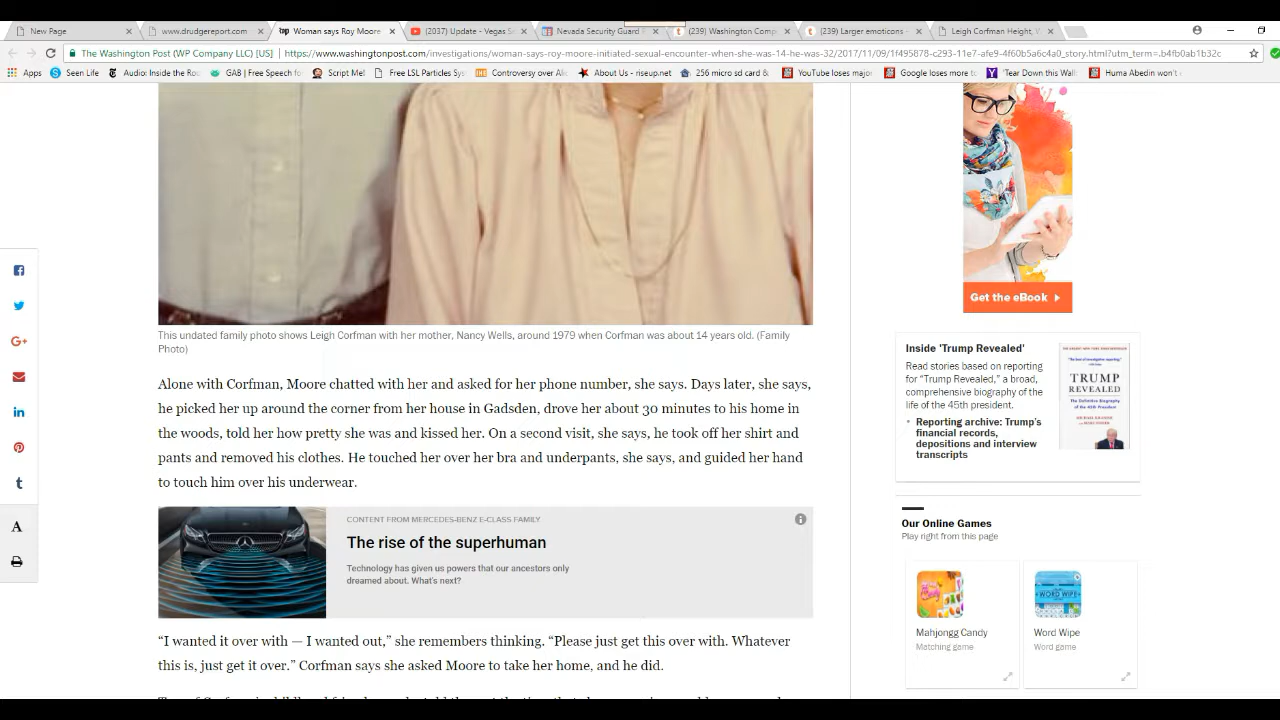 New Page
www.drudgereport.com
Woman says Roy Moore
(2037) Update - Vegas S
Nevada Security Guard
(239) Washington Comp
(239) Larger emoticons -
Leigh Corfman Height, W
The Washington Post (WP Company LLC) [US]
https://www.washingtonpost.com/investigations/woman-says-roy-moore-initiated-sexual-encounter-when-she-was-14-he-was-32/2017/11/09/1f495878-c293-11e7-afe9-4f60b5a6c4a0_story.html?utm_term=.b4fb0ab1b32c
Apps
Seen Life
Audio: Inside the Roo
GAB | Free Speech fo
Script Mel
Free LSL Particles Sy
Controversy over Ali
About Us - riseup.net
256 micro sd card &
YouTube loses major
Google loses more to
'Tear Down this Wall
Huma Abedin won't
This undated family photo shows Leigh Corfman with her mother, Nancy Wells, around 1979 when Corfman was about 14 years old. (Family
Photo)
Alone with Corfman, Moore chatted with her and asked for her phone number, she says. Days later, she says,
he picked her up around the corner from her house in Gadsden, drove her about 30 minutes to his home in
the woods, told her how pretty she was and kissed her. On a second visit, she says, he took off her shirt and
pants and removed his clothes. He touched her over her bra and underpants, she says, and guided her hand
to touch him over his underwear.
CONTENT FROM MERCEDES-BENZ E-CLASS FAMILY
The rise of the superhuman
Technology has given us powers that our ancestors only
dreamed about. What's next?
“I wanted it over with — I wanted out,” she remembers thinking. “Please just get this over with. Whatever
this is, just get it over.” Corfman says she asked Moore to take her home, and he did.
Get the eBook
Inside 'Trump Revealed'
Read stories based on reporting
for “Trump Revealed,” a broad,
comprehensive biography of the
life of the 45th president.
• Reporting archive: Trump's
financial records,
depositions and interview
transcripts
TRUMP
REVEALED
Our Online Games
Play right from this page
Mahjongg Candy
Matching game
WORD WIPE
Word Wipe
Word game